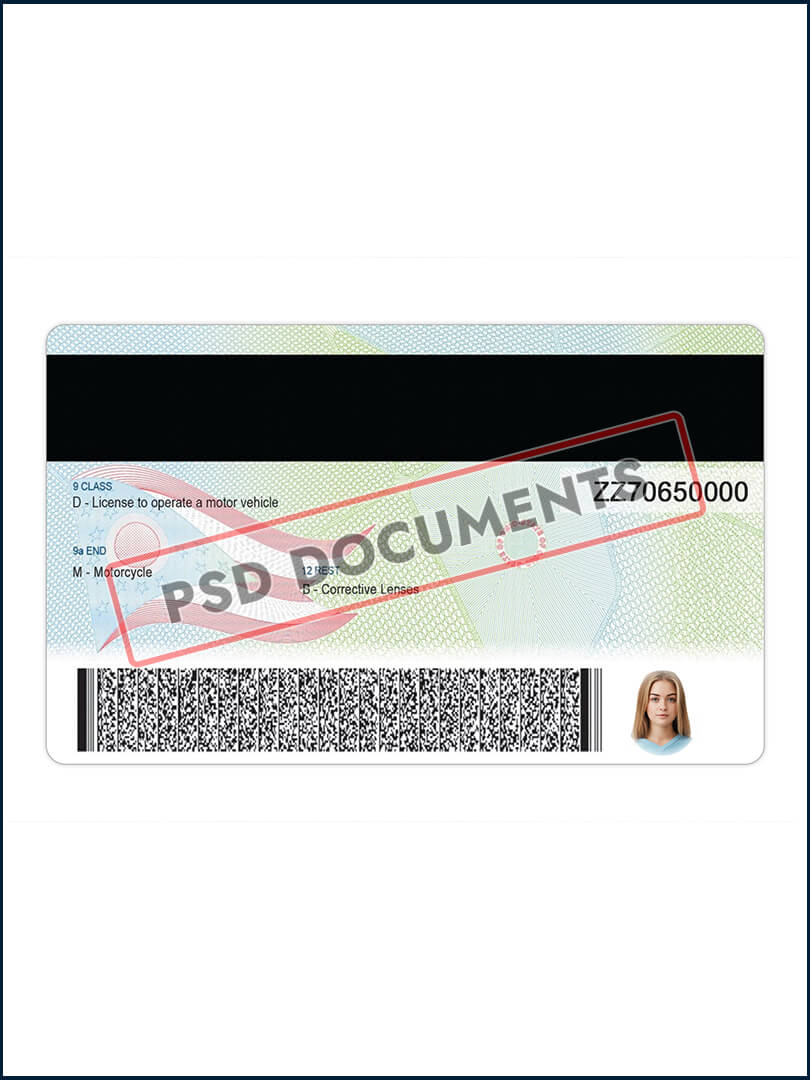 9 CLASS
D - License to operate a motor vehicle
ZZ70650000
9a END
M - Motorcycle
12 REST
B - Corrective Lenses
PSD DOCUMENTS